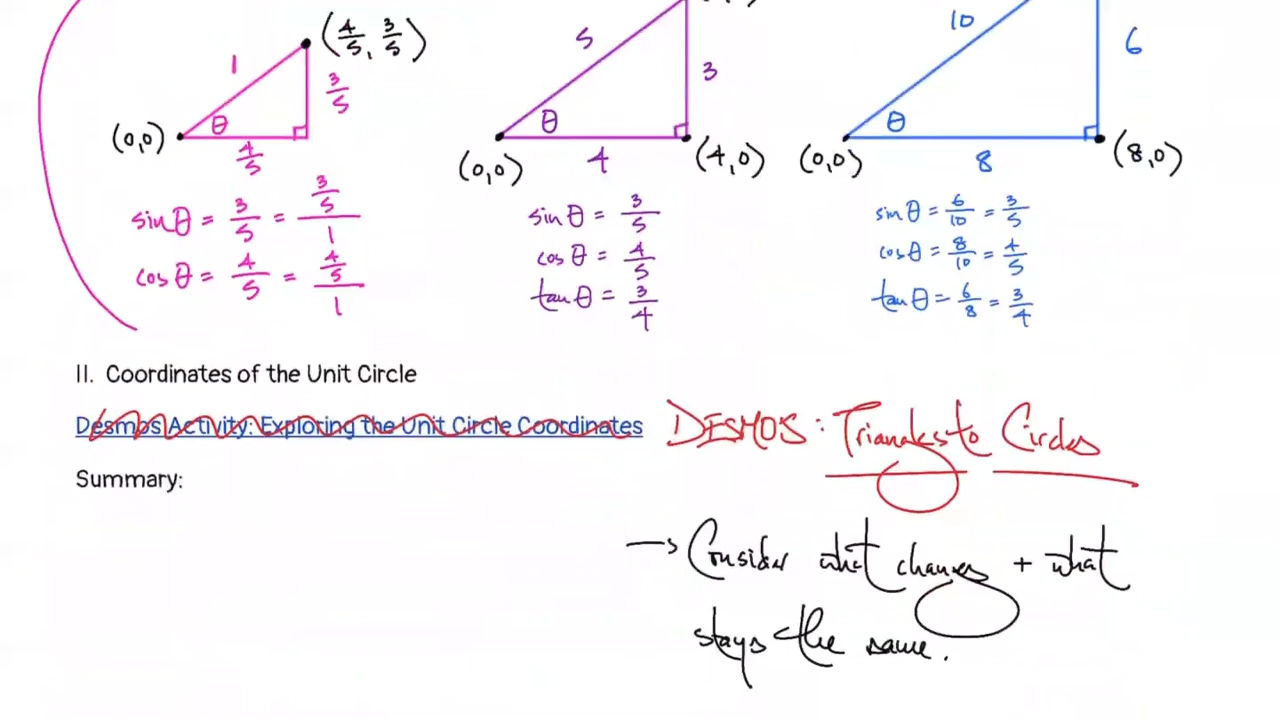 (4/5, 3/5)
1
3/5
θ
(0,0)
4/5
sin θ = 3/5 = 3/5/1
cos θ = 4/5 = 4/5/1
5
3
θ
(0,0)
4
(4,0)
sin θ = 3/5
cos θ = 4/5
tan θ = 3/4
10
6
θ
(0,0)
8
(8,0)
sin θ = 6/10 = 3/5
cos θ = 8/10 = 4/5
tan θ = 6/8 = 3/4
II. Coordinates of the Unit Circle
Desmos Activity: Exploring the Unit Circle Coordinates
DESMOS: Triangles to Circles
Summary:
→ Consider what changes + what
stays the same.